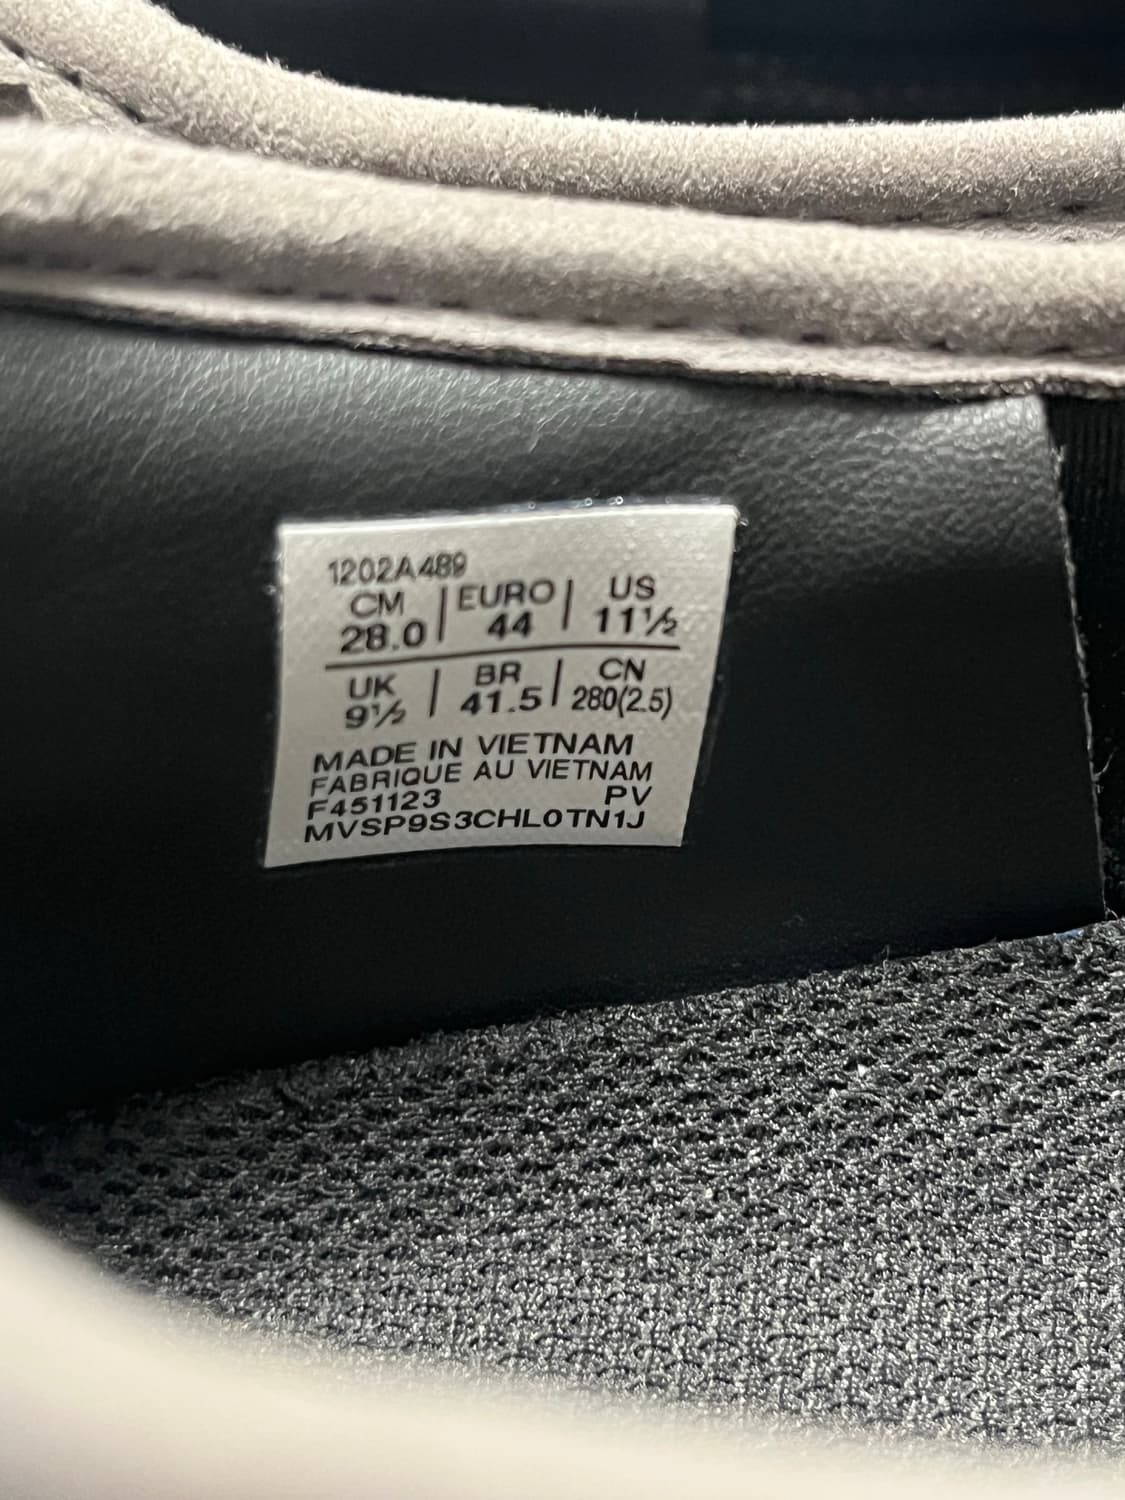 1202A489
CM | EURO | US
28.0 | 44 | 11½
UK | BR | CN
9½ | 41.5 | 280(2.5)
MADE IN VIETNAM
FABRIQUE AU VIETNAM
F451123 PV
MVSP9S3CHL0TN1J